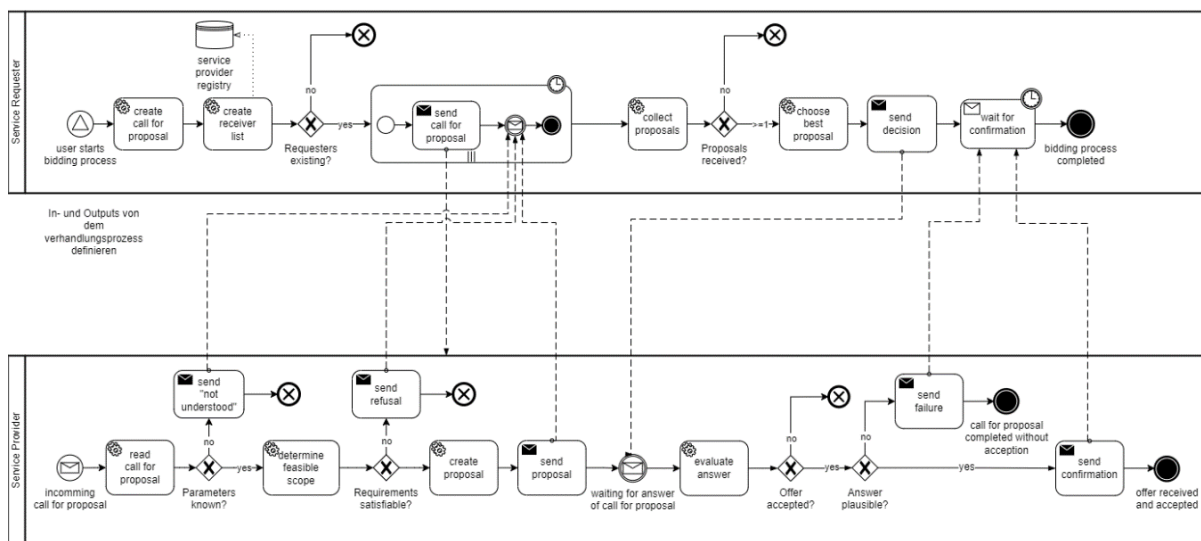 Service Requester
service
provider
registry
no
no
create
call for
proposal
create
receiver
list
yes
send
call for
proposal
collect
proposals
>=1
choose
best
proposal
send
decision
wait for
confirmation
user starts
bidding process
Requesters
existing?
Proposals
received?
bidding process
completed
In- und Outputs von
dem
verhandlungsprozess
definieren
Service Provider
send
"not
understood"
send
refusal
send
failure
no
no
no
no
call for proposal
completed without
acception
read
call for
proposal
yes
determine
feasible
scope
create
proposal
send
proposal
evaluate
answer
yes
yes
send
confirmation
incomming
call for proposal
Parameters
known?
Requirements
satisfiable?
waiting for answer
of call for proposal
Offer
accepted?
Answer
plausible?
offer received
and accepted